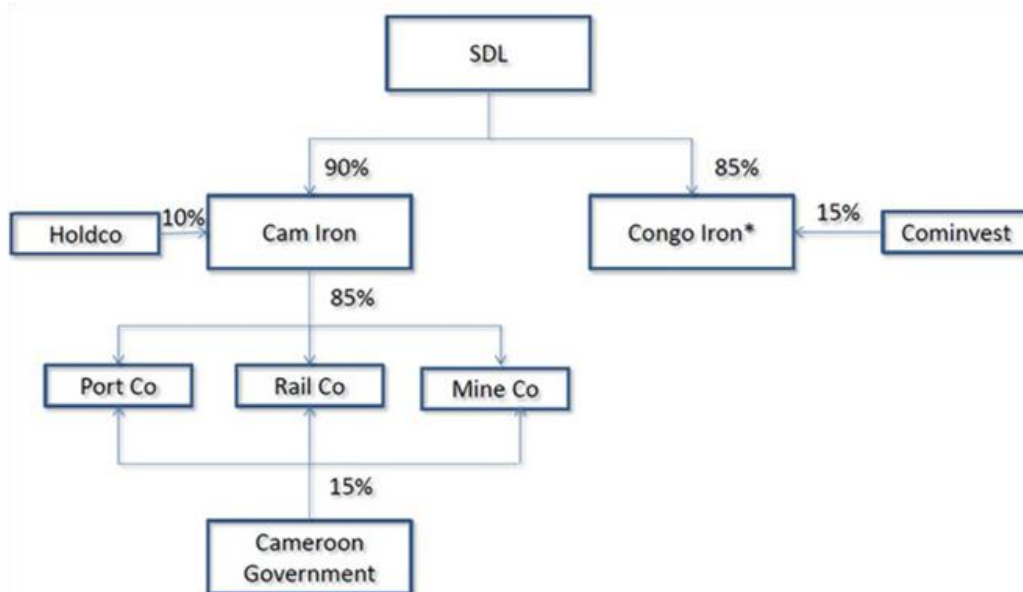 SDL
90%
85%
Holdco
10%
Cam Iron
Congo Iron*
15%
Cominvest
85%
Port Co
Rail Co
Mine Co
15%
Cameroon
Government